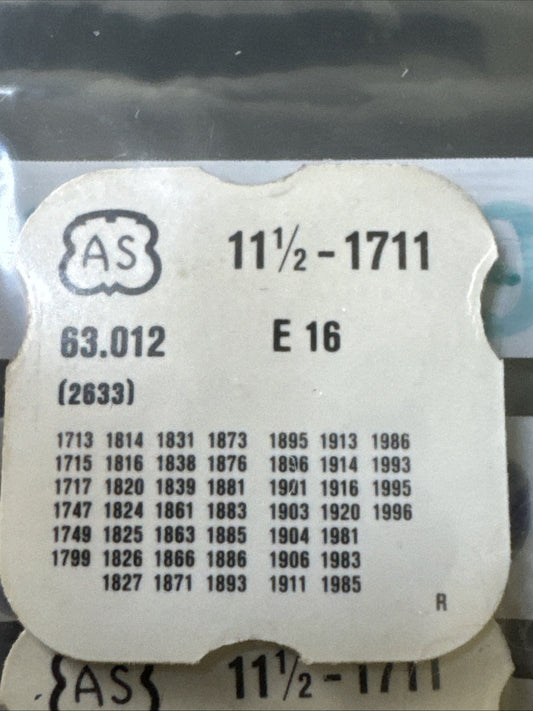 AS 11½ - 1711
63.012 E 16
(2633)
1713 1814 1831 1873 1895 1913 1986
1715 1816 1838 1876 1896 1914 1993
1717 1820 1839 1881 1901 1916 1995
1747 1824 1861 1883 1903 1920 1996
1749 1825 1863 1885 1904 1981
1799 1826 1866 1886 1906 1983
1827 1871 1893 1911 1985
R
AS 11½ - 1711